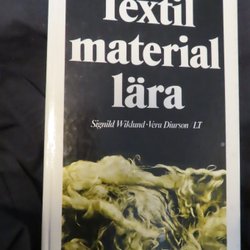 Textil
material
lära
Signild Wiklund · Vera Diurson / LT